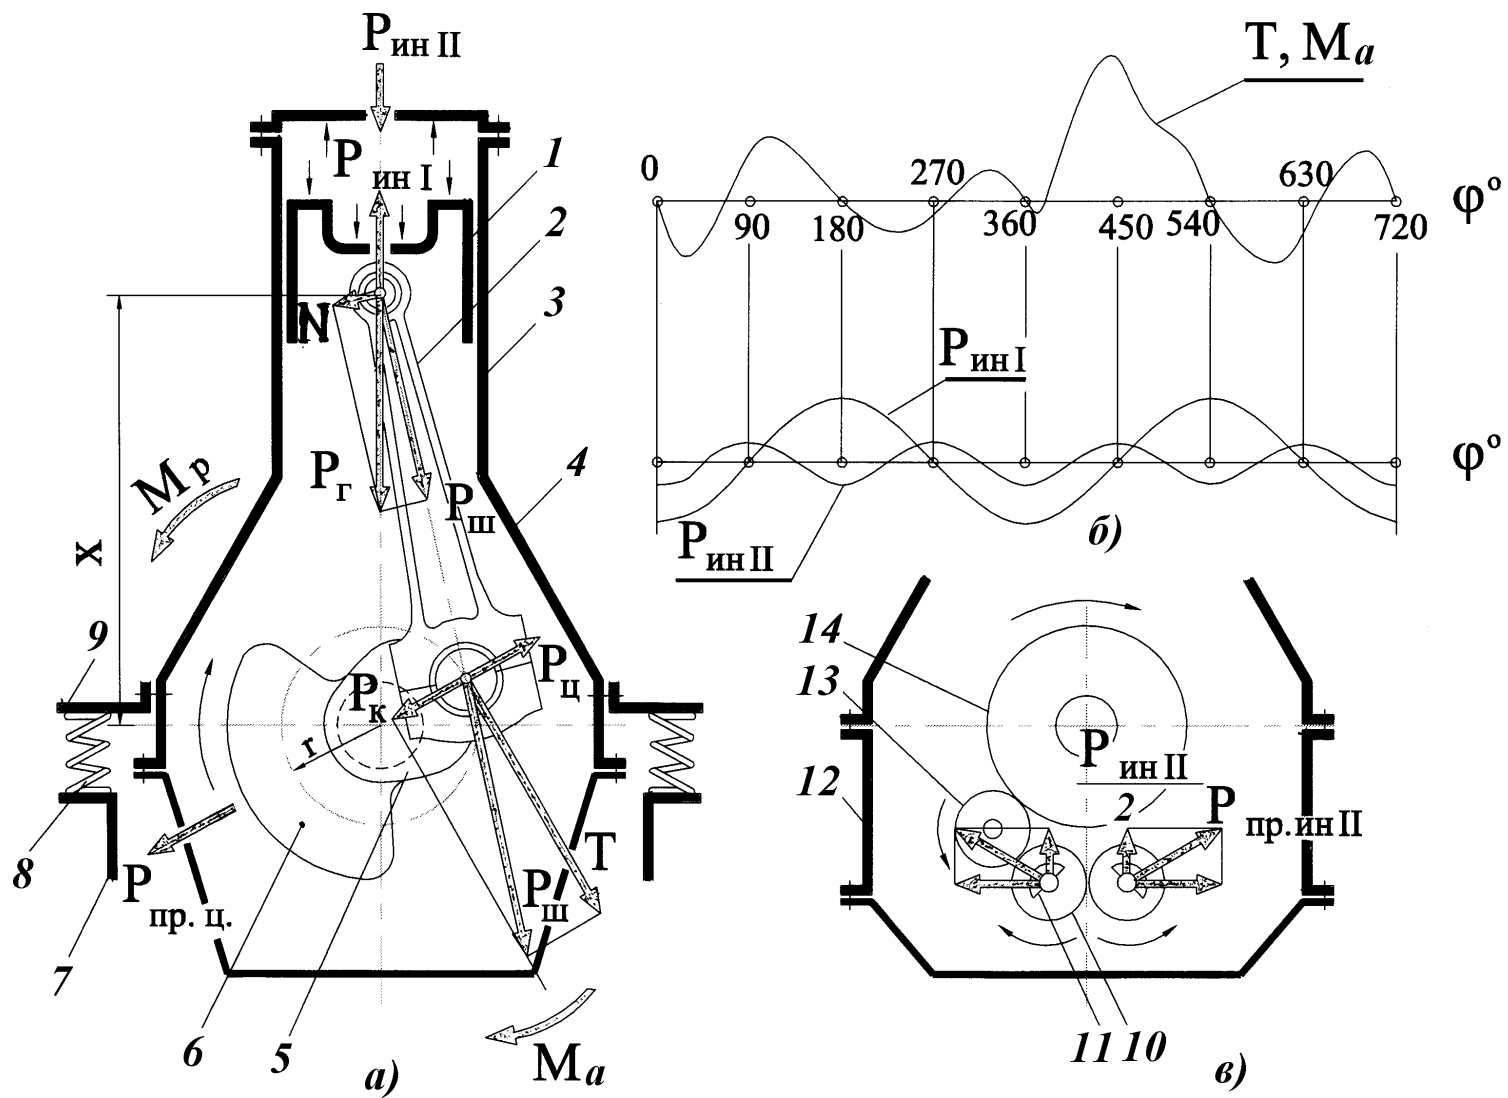 P ин II
P ин I
1
2
3
N
P г
P ш
4
M р
x
9
P к
P ц
r
8
P пр. ц.
T
P ш
7
6
5
M а
а)
T, M а
0
270
630
φ°
90
180
360
450
540
720
P ин I
φ°
P ин II
б)
14
13
P ин II
2
12
P пр. ин II
11
10
в)